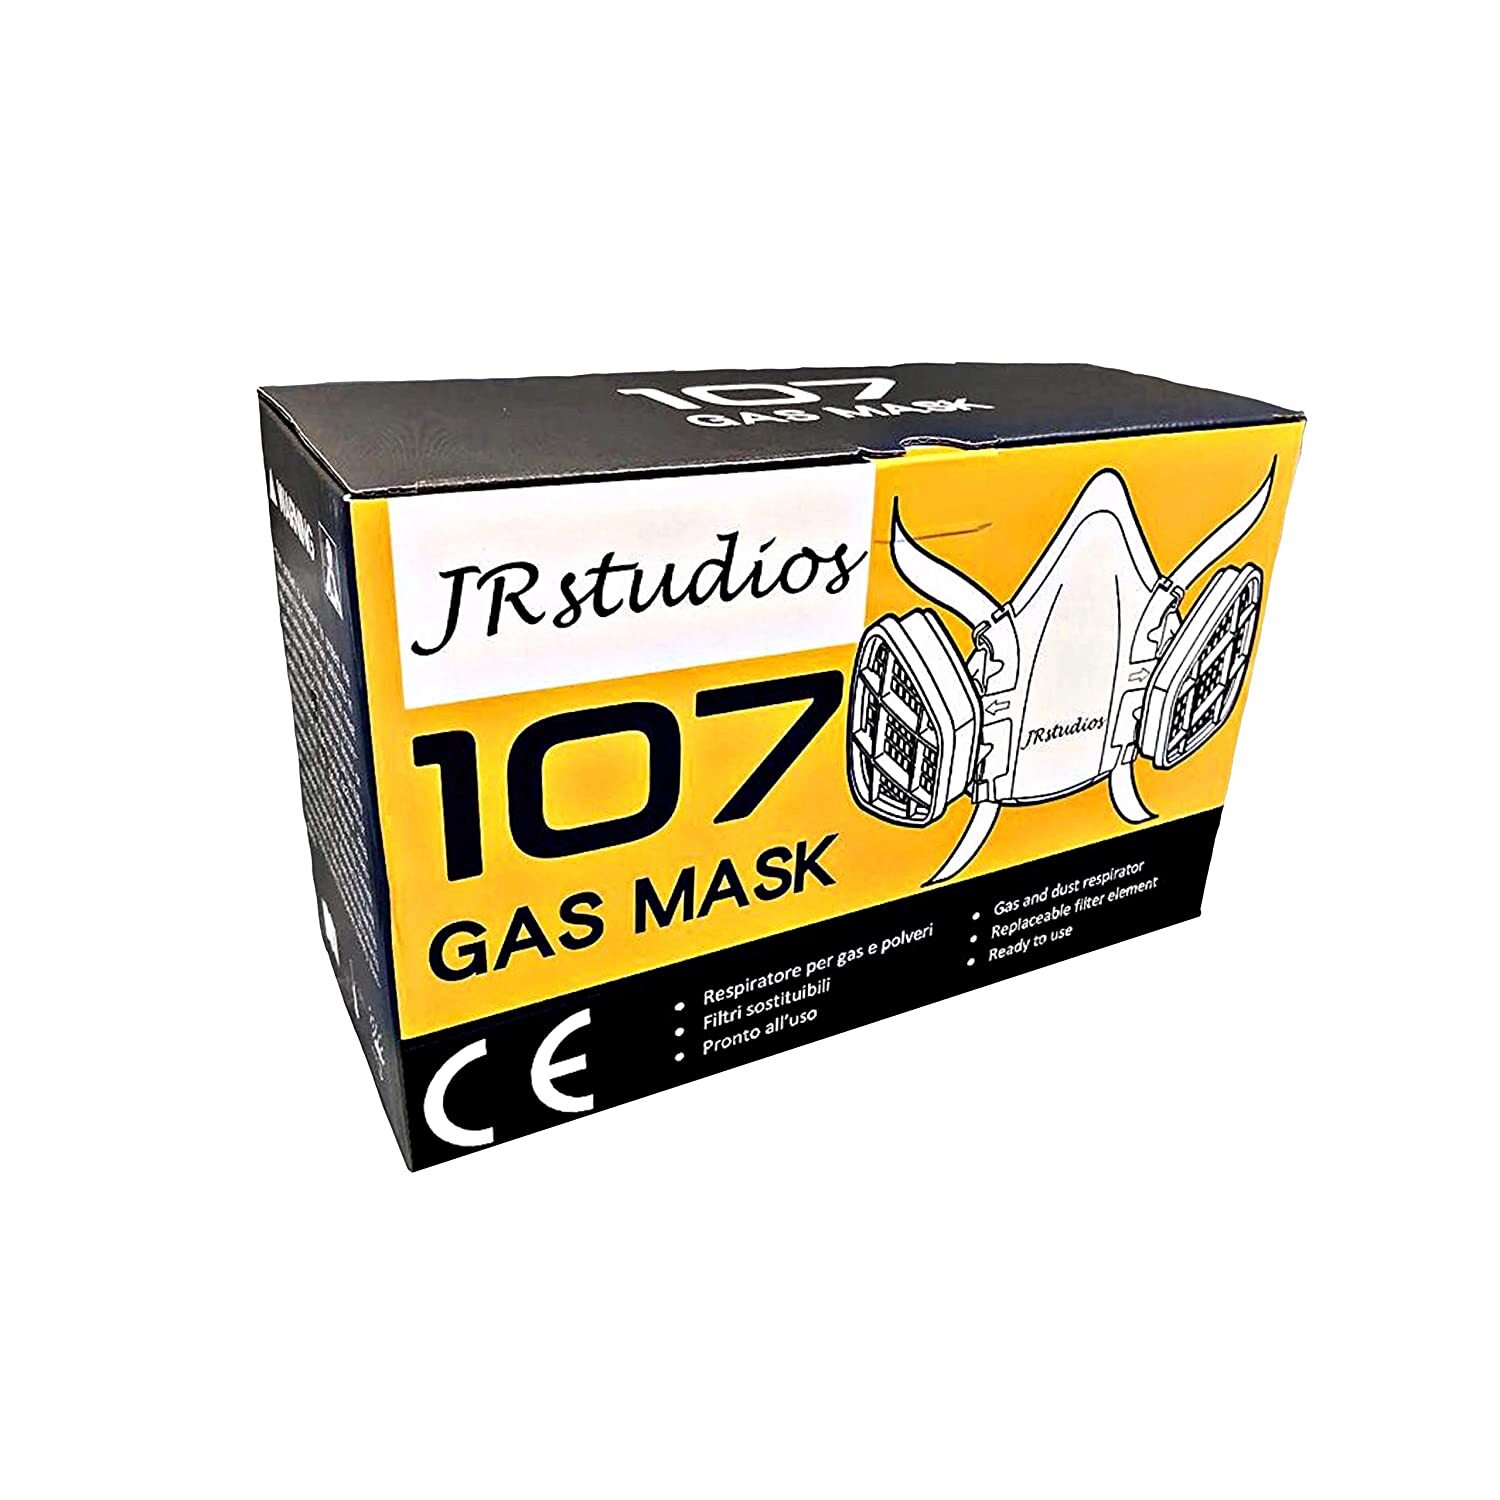 107
GAS MASK
WARNING
JRstudios
107
GAS MASK
JRstudios
CE
• Respiratore per gas e polveri
• Filtri sostituibili
• Pronto all'uso
• Gas and dust respirator
• Replaceable filter element
• Ready to use